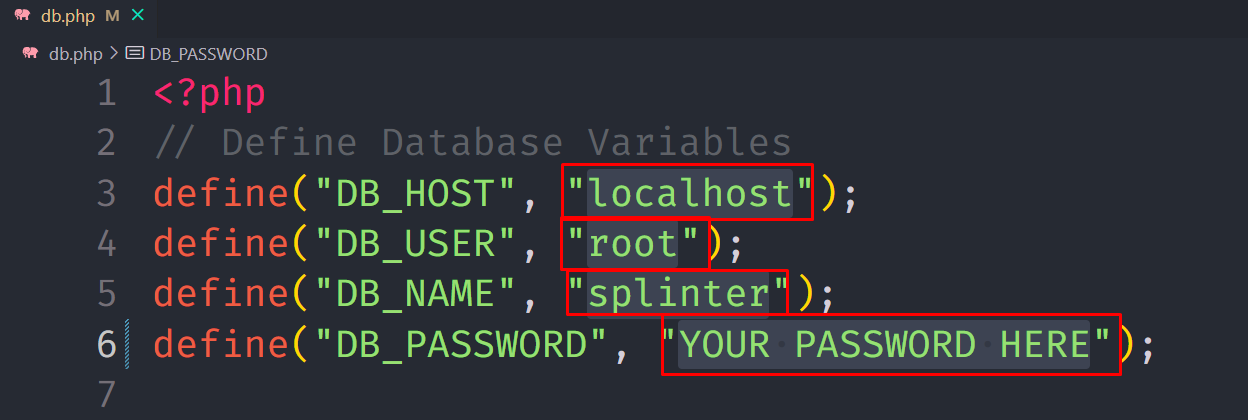 db.php M
db.php > DB_PASSWORD
1 <?php
2 // Define Database Variables
3 define("DB_HOST", "localhost");
4 define("DB_USER", "root");
5 define("DB_NAME", "splinter");
6 define("DB_PASSWORD", "YOUR PASSWORD HERE");
7